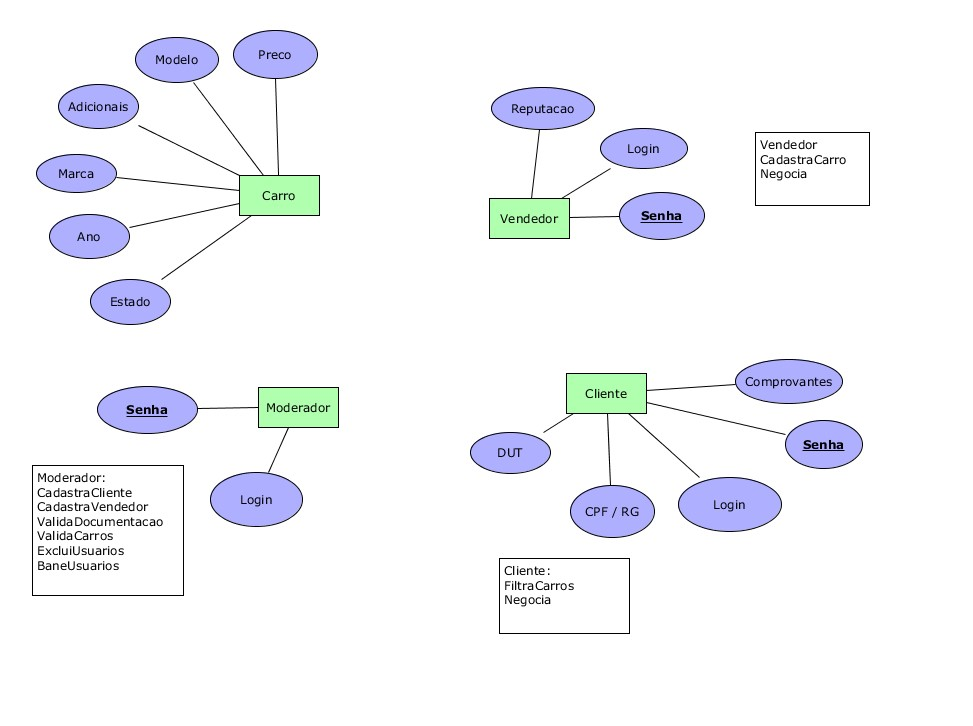 Preco
Modelo
Adicionais
Marca
Carro
Ano
Estado
Reputacao
Login
Vendedor
Senha
Vendedor
CadastraCarro
Negocia
Senha
Moderador
Login
Moderador:
CadastraCliente
CadastraVendedor
ValidaDocumentacao
ValidaCarros
ExcluiUsuarios
BaneUsuarios
Cliente
Comprovantes
Senha
DUT
CPF / RG
Login
Cliente:
FiltraCarros
Negocia